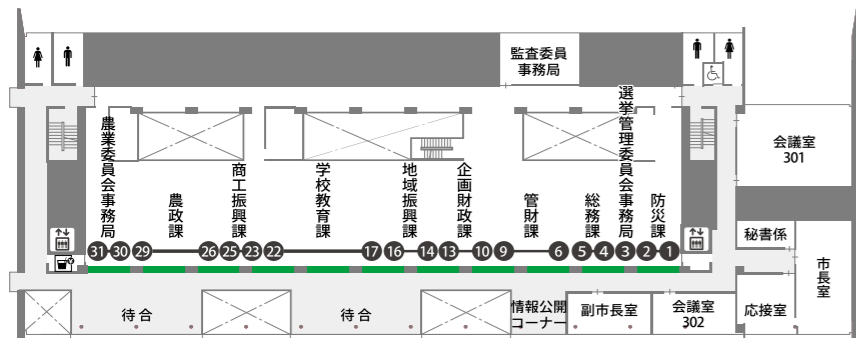 監査委員
事務局
会議室
301
農業委員会事務局
農政課
商工振興課
学校教育課
地域振興課
企画財政課
管財課
総務課
選挙管理委員会事務局
防災課
31 30 29 26 25 23 22 17 16 14 13 10 9 6 5 4 3 2 1
秘書係
市長室
応接室
待合
待合
情報公開
コーナー
副市長室
会議室
302